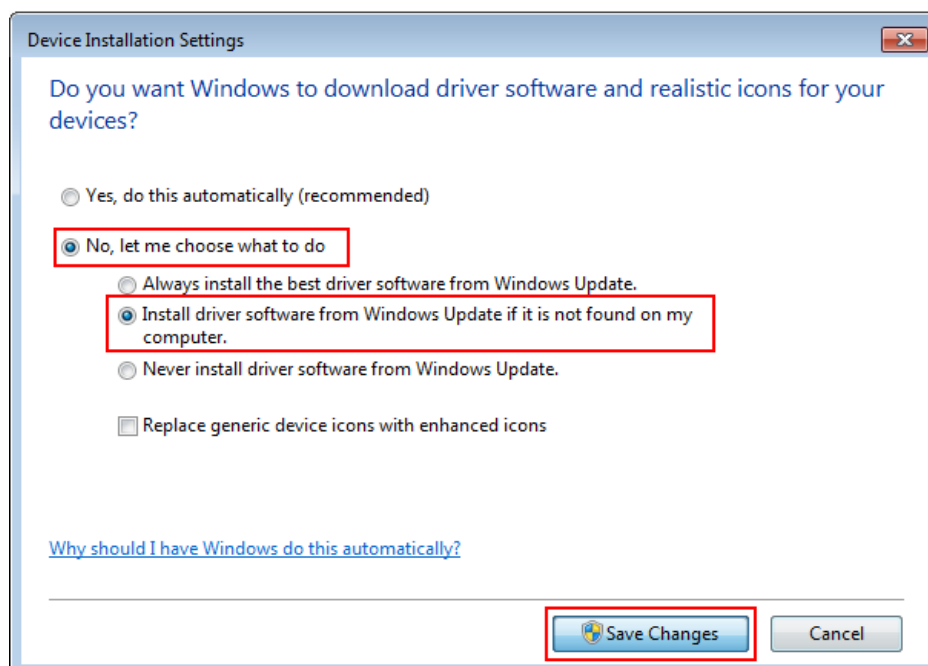 Device Installation Settings
Do you want Windows to download driver software and realistic icons for your
devices?
Yes, do this automatically (recommended)
No, let me choose what to do
Always install the best driver software from Windows Update.
Install driver software from Windows Update if it is not found on my
computer.
Never install driver software from Windows Update.
Replace generic device icons with enhanced icons
Why should I have Windows do this automatically?
Save Changes
Cancel